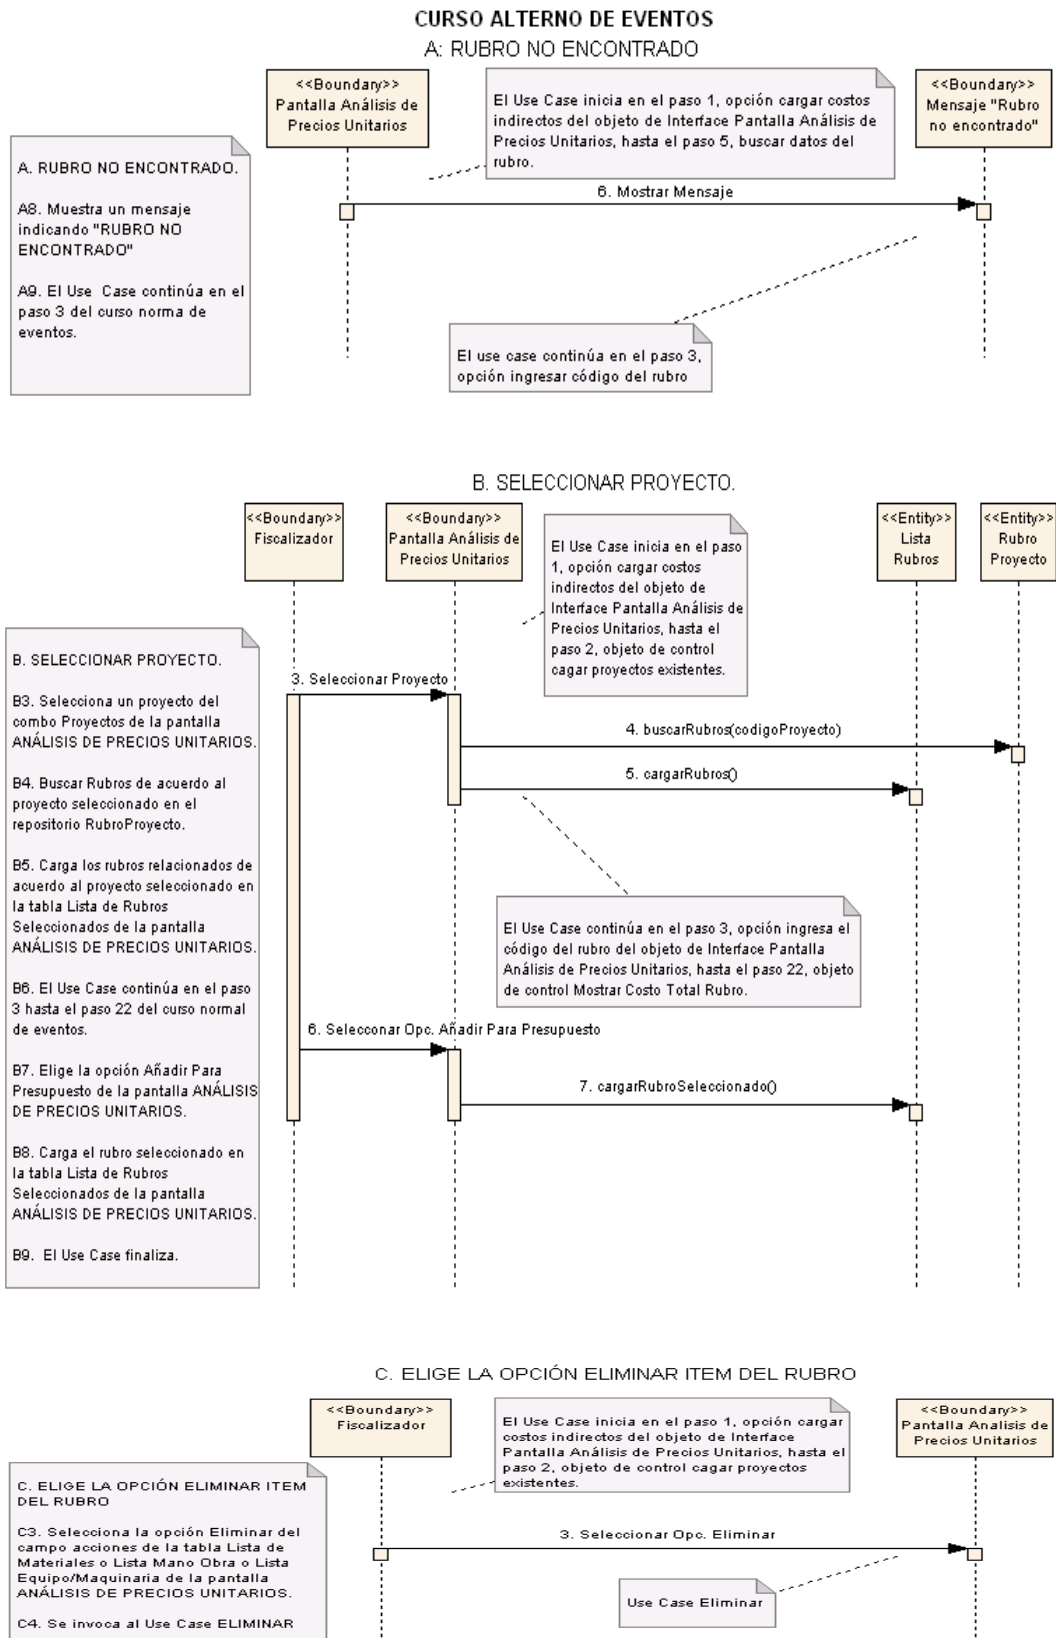 CURSO ALTERNO DE EVENTOS
A: RUBRO NO ENCONTRADO
<<Boundary>>
Pantalla Análisis de
Precios Unitarios
El Use Case inicia en el paso 1, opción cargar costos
indirectos del objeto de Interface Pantalla Análisis de
Precios Unitarios, hasta el paso 5, buscar datos del
rubro.
<<Boundary>>
Mensaje "Rubro
no encontrado"
A. RUBRO NO ENCONTRADO.
A8. Muestra un mensaje
indicando "RUBRO NO
ENCONTRADO"
A9. El Use Case continúa en el
paso 3 del curso norma de
eventos.
6. Mostrar Mensaje
El use case continúa en el paso 3,
opción ingresar código del rubro
B. SELECCIONAR PROYECTO.
<<Boundary>>
Fiscalizador
<<Boundary>>
Pantalla Análisis de
Precios Unitarios
El Use Case inicia en el paso
1, opción cargar costos
indirectos del objeto de
Interface Pantalla Análisis de
Precios Unitarios, hasta el
paso 2, objeto de control
cagar proyectos existentes.
<<Entity>>
Lista
Rubros
<<Entity>>
Rubro
Proyecto
B. SELECCIONAR PROYECTO.
B3. Selecciona un proyecto del
combo Proyectos de la pantalla
ANÁLISIS DE PRECIOS UNITARIOS.
B4. Buscar Rubros de acuerdo al
proyecto seleccionado en el
repositorio RubroProyecto.
B5. Carga los rubros relacionados de
acuerdo al proyecto seleccionado en
la tabla Lista de Rubros
Seleccionados de la pantalla
ANÁLISIS DE PRECIOS UNITARIOS.
B6. El Use Case continúa en el paso
3 hasta el paso 22 del curso normal
de eventos.
B7. Elige la opción Añadir Para
Presupuesto de la pantalla ANÁLISIS
DE PRECIOS UNITARIOS.
B8. Carga el rubro seleccionado en
la tabla Lista de Rubros
Seleccionados de la pantalla
ANÁLISIS DE PRECIOS UNITARIOS.
B9. El Use Case finaliza.
3. Seleccionar Proyecto
4. buscarRubros(codigoProyecto)
5. cargarRubros()
El Use Case continúa en el paso 3, opción ingresa el
código del rubro del objeto de Interface Pantalla
Análisis de Precios Unitarios, hasta el paso 22, objeto
de control Mostrar Costo Total Rubro.
6. Selecconar Opc. Añadir Para Presupuesto
7. cargarRubroSeleccionado()
C. ELIGE LA OPCIÓN ELIMINAR ITEM DEL RUBRO
<<Boundary>>
Fiscalizador
El Use Case inicia en el paso 1, opción cargar
costos indirectos del objeto de Interface
Pantalla Análisis de Precios Unitarios, hasta el
paso 2, objeto de control cagar proyectos
existentes.
<<Boundary>>
Pantalla Analisis de
Precios Unitarios
C. ELIGE LA OPCIÓN ELIMINAR ITEM
DEL RUBRO
C3. Selecciona la opción Eliminar del
campo acciones de la tabla Lista de
Materiales o Lista Mano Obra o Lista
Equipo/Maquinaria de la pantalla
ANÁLISIS DE PRECIOS UNITARIOS.
C4. Se invoca al Use Case ELIMINAR
3. Seleccionar Opc. Eliminar
Use Case Eliminar